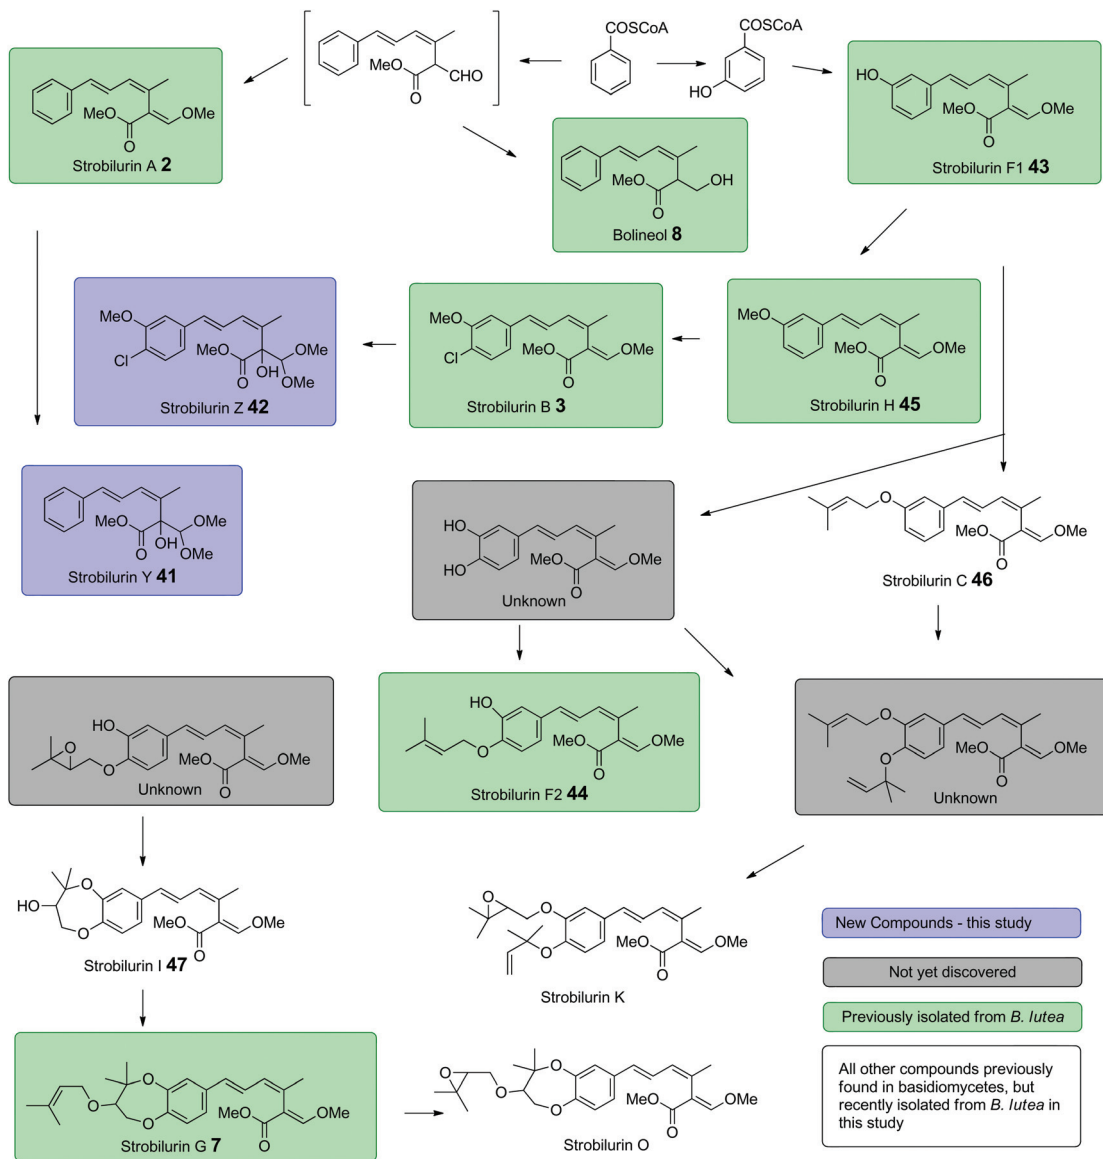 COSCoA
COSCoA
MeO
CHO
O
HO
HO
MeO
OMe
O
Strobilurin A 2
MeO
OH
O
Bolineol 8
MeO
OMe
O
Strobilurin F1 43
MeO
Cl
MeO
OMe
O
OH
OMe
Strobilurin Z 42
MeO
Cl
MeO
OMe
O
Strobilurin B 3
MeO
MeO
OMe
O
Strobilurin H 45
MeO
OMe
O
OH
OMe
Strobilurin Y 41
HO
HO
MeO
OMe
O
Unknown
O
MeO
OMe
O
Strobilurin C 46
HO
O
O
MeO
OMe
O
Unknown
HO
O
MeO
OMe
O
Strobilurin F2 44
O
O
MeO
OMe
O
Unknown
O
HO
O
MeO
OMe
O
Strobilurin I 47
O
O
O
MeO
OMe
O
Strobilurin K
New Compounds - this study
Not yet discovered
Previously isolated from B. lutea
All other compounds previously
found in basidiomycetes, but
recently isolated from B. lutea in
this study
O
O
O
MeO
OMe
O
Strobilurin G 7
O
O
O
O
MeO
OMe
O
Strobilurin O